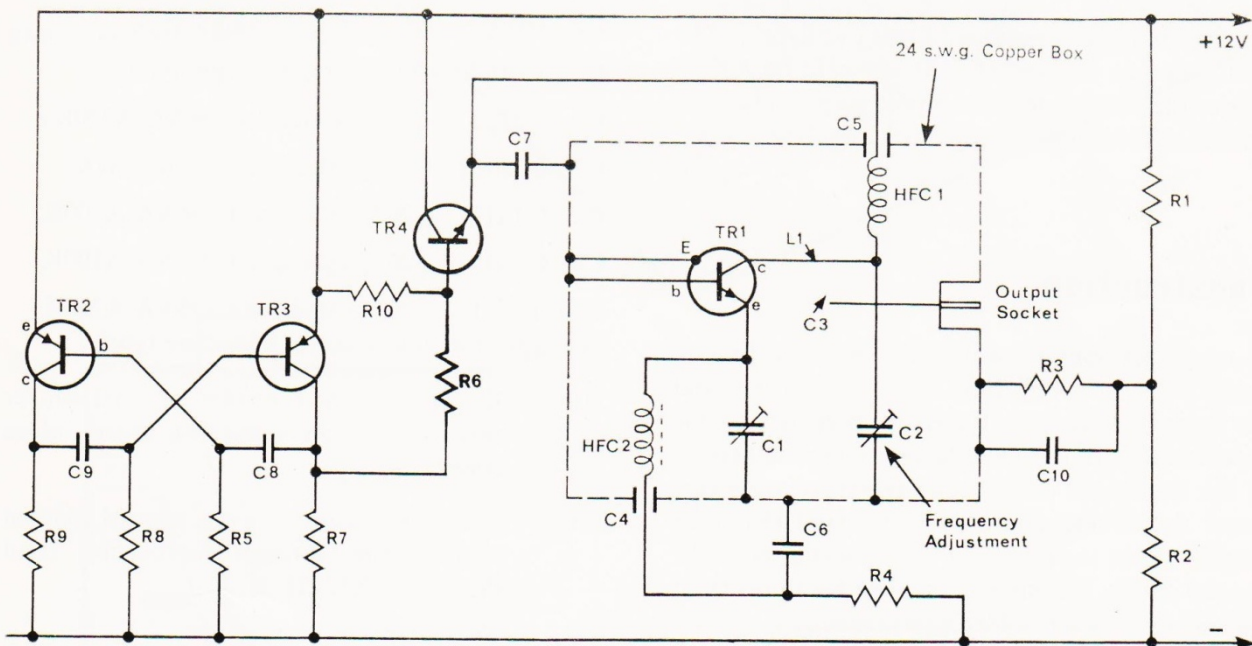 +12V
24 s.w.g. Copper Box
C5
C7
HFC 1
R1
TR4
TR1
E
L1
c
b
e
C3
Output
Socket
TR2
e
b
c
R10
TR3
R6
R3
HFC2
C1
C2
C10
C9
C8
R9
R8
R5
R7
C4
C6
Frequency
Adjustment
R4
R2
–